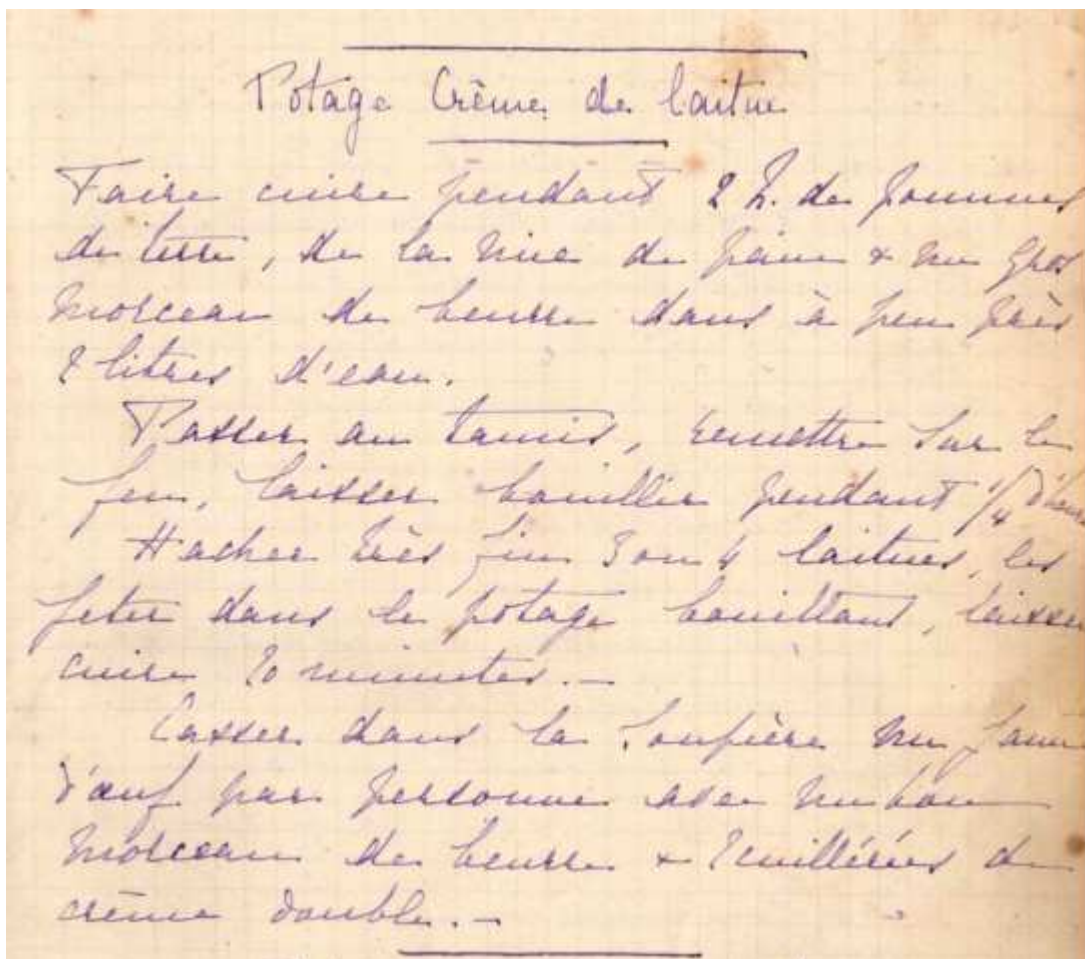 Potage Crème de laitue
Faire cuire pendant 2 h. de pommes
de terre, de la mie de pain & un gros
morceau de beurre dans à peu près
2 litres d'eau.
Passer au tamis, remettre sur le
feu, laisser bouillir pendant 1/4 d'heure
Hacher très fin 3 ou 4 laitues, les
jeter dans le potage bouillant, laisser
cuire 20 minutes.—
Casser dans la soupière un jaune
d'œuf par personne avec un bon
morceau de beurre & 2 cuillérées de
crème double.—